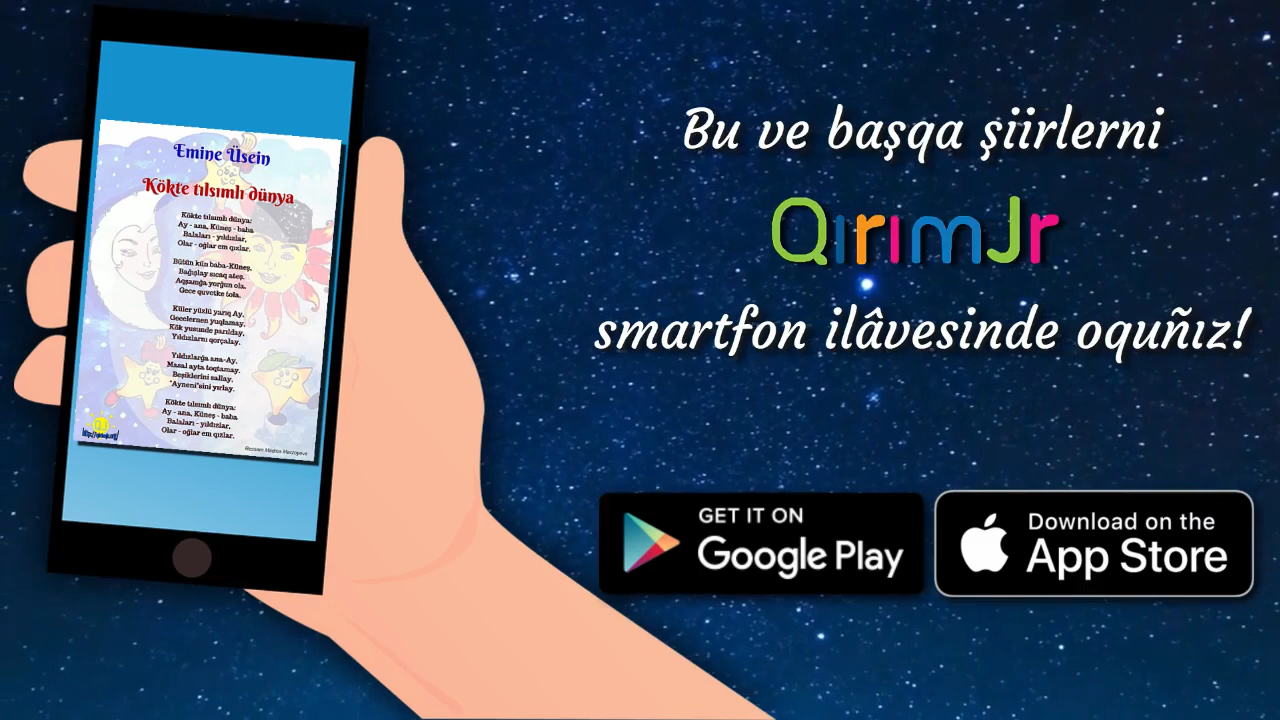 Emine Üsein
Kökte tılsımlı dünya
Kökte tılsımlı dünya:
Ay - ana, Küneş - baba
Balaları - yıldızlar,
Olar - oğlar em qızlar.
Bütün kün baba-Küneş,
Bağışlay sıcaq ateş.
Aqşamğa yorğun ola,
Gece quvetke tola.
Küler yüzlü yarıq Ay,
Gecelernen yuqlamay,
Kök yusunde parılday,
Yıldızlarnı qorçalay.
Yıldızlarğa ana-Ay,
Masal ayta toqtamay.
Beşiklerini sallay,
"Ayneni"sini yırlay.
Kökte tılsımlı dünya:
Ay - ana, Küneş - baba
Balaları - yıldızlar,
Olar - oğlar em qızlar.
Bu ve başqa şiirlerni
QırımJr
smartfon ilâvesinde oquñız!
GET IT ON
Google Play
Download on the
App Store